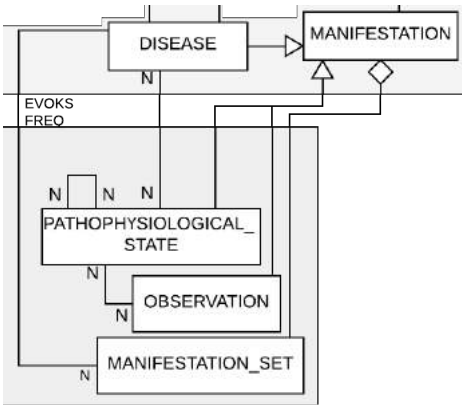 DISEASE
MANIFESTATION
N
EVOKS
FREQ
N
N
N
PATHOPHYSIOLOGICAL_
STATE
N
OBSERVATION
N
MANIFESTATION_SET
N